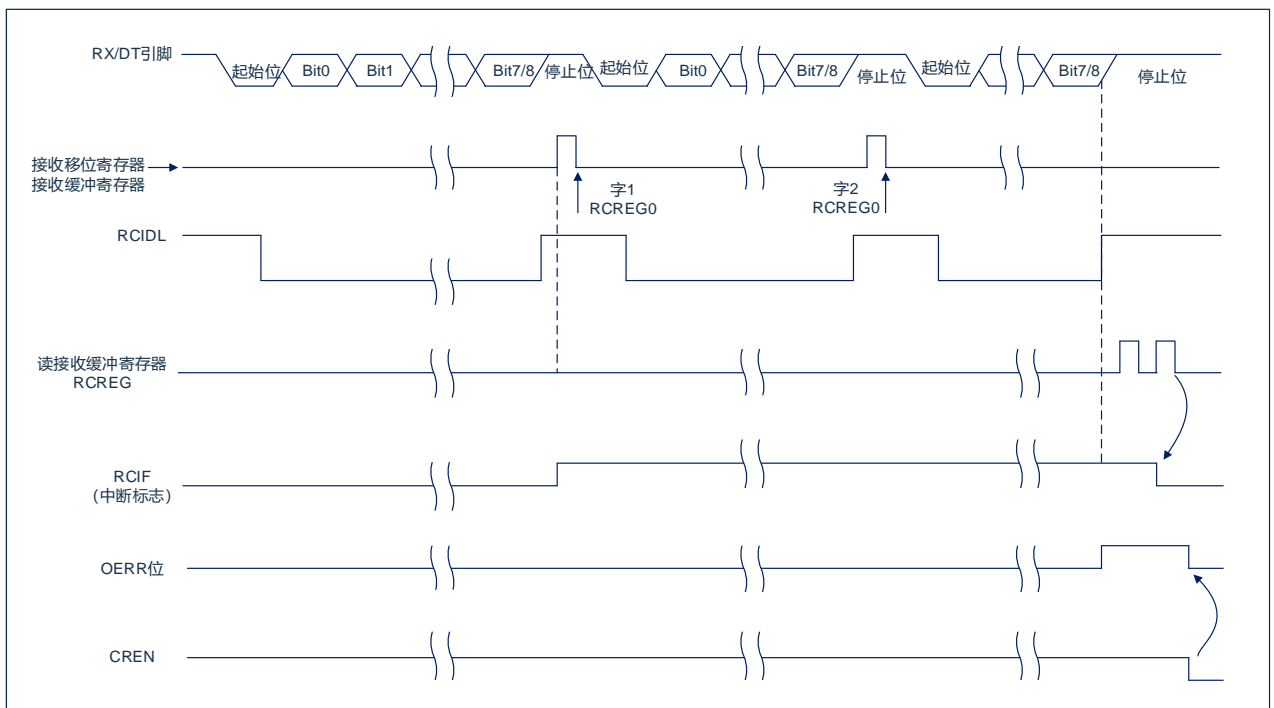 RX/DT引脚
起始位 Bit0 Bit1 Bit7/8 停止位 起始位 Bit0 Bit7/8 停止位 起始位 Bit7/8 停止位
接收移位寄存器
接收缓冲寄存器
字1
RCREG0
字2
RCREG0
RCIDL
读接收缓冲寄存器
RCREG
RCIF
(中断标志)
OERR位
CREN